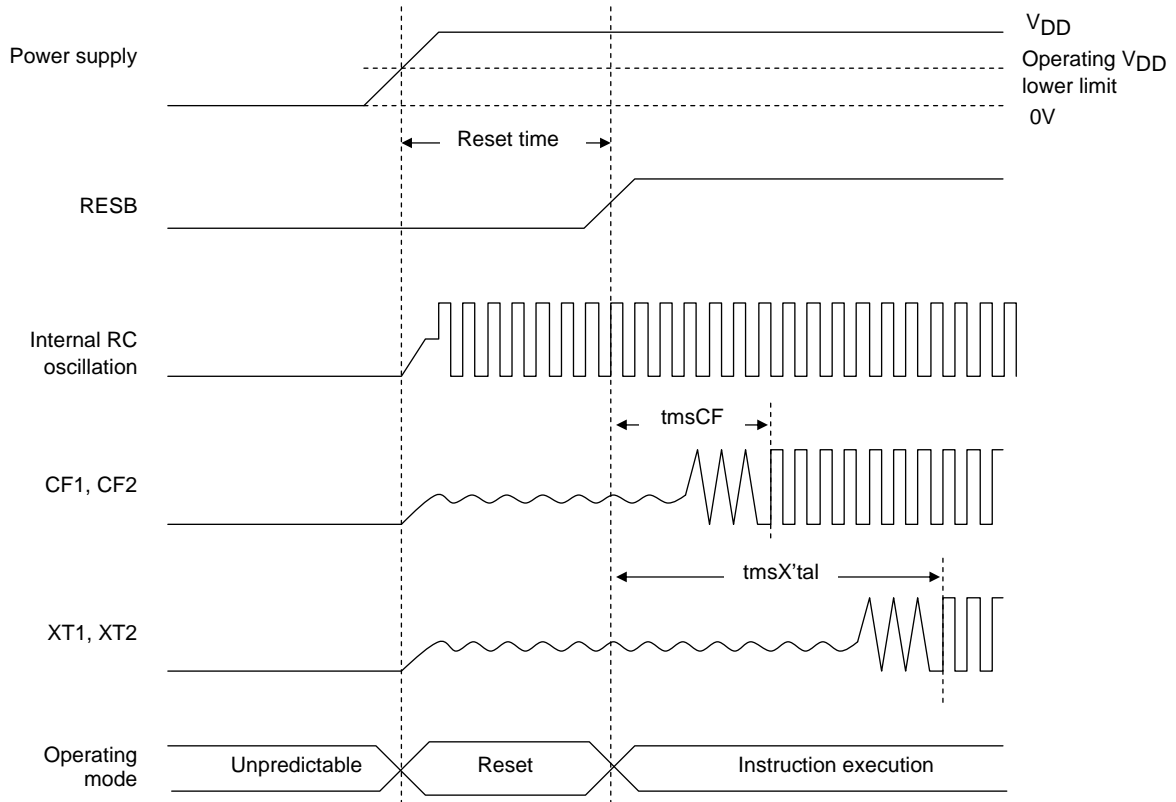 VDD
Power supply
Operating VDD
lower limit
0V
Reset time
RESB
Internal RC
oscillation
tmsCF
CF1, CF2
tmsX'tal
XT1, XT2
Operating
mode
Unpredictable
Reset
Instruction execution